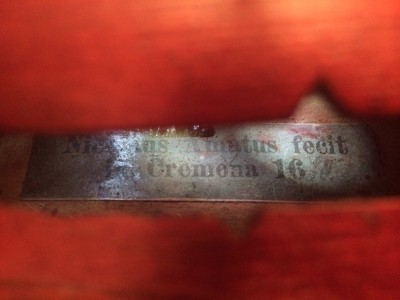 Amatus fecit
Cremona 16